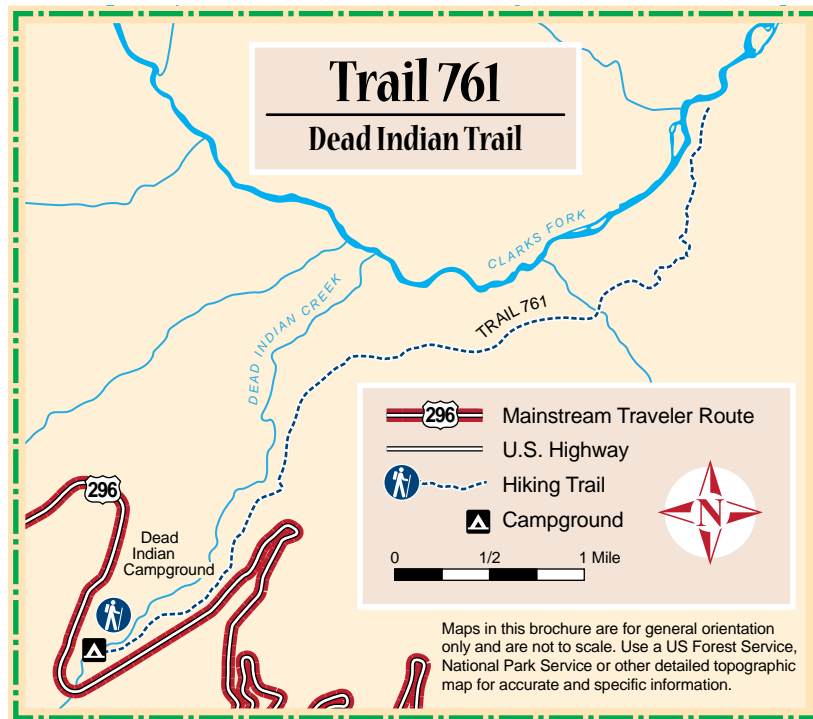 Trail 761
Dead Indian Trail
CLARKS FORK
DEAD INDIAN CREEK
TRAIL 761
296
Mainstream Traveler Route
U.S. Highway
Hiking Trail
Campground
N
0 1/2 1 Mile
296
Dead
Indian
Campground
Maps in this brochure are for general orientation
only and are not to scale. Use a US Forest Service,
National Park Service or other detailed topographic
map for accurate and specific information.